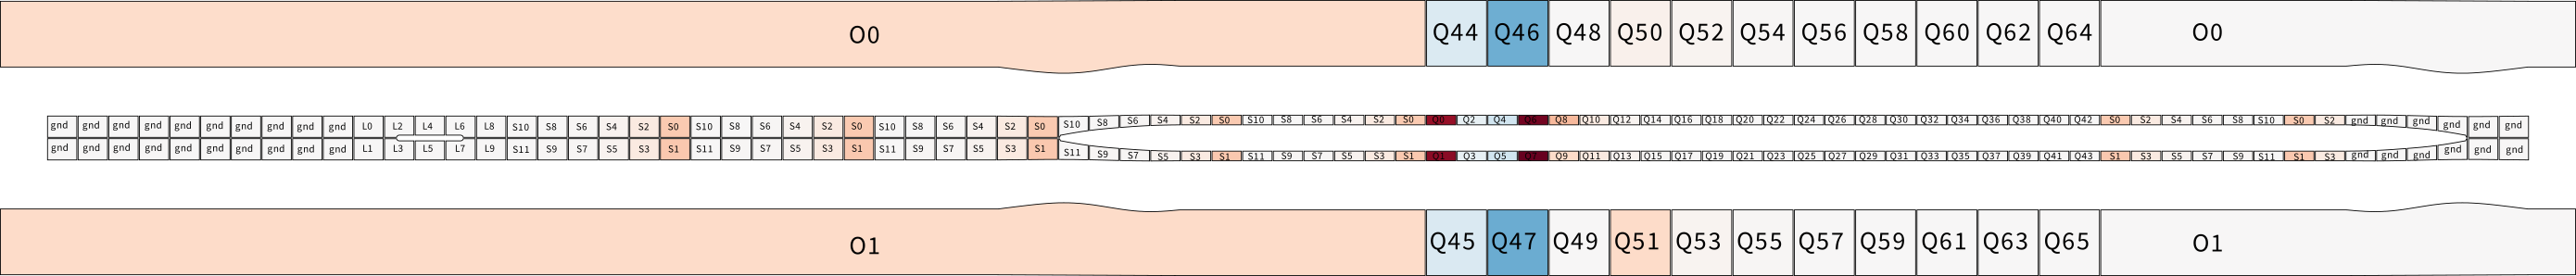 O0 Q44 Q46 Q48 Q50 Q52 Q54 Q56 Q58 Q60 Q62 Q64 O0
gnd gnd gnd gnd gnd gnd gnd gnd gnd gnd L0 L2 L4 L6 L8 S10 S8 S6 S4 S2 S0 S10 S8 S6 S4 S2 S0 S10 S8 S6 S4 S2 S0 S10 S8 S6 S4 S2 S0 S10 S8 S6 S4 S2 S0 Q0 Q2 Q4 Q6 Q8 Q10 Q12 Q14 Q16 Q18 Q20 Q22 Q24 Q26 Q28 Q30 Q32 Q34 Q36 Q38 Q40 Q42 S0 S2 S4 S6 S8 S10 S0 S2 gnd gnd gnd gnd gnd gnd
gnd gnd gnd gnd gnd gnd gnd gnd gnd gnd L1 L3 L5 L7 L9 S11 S9 S7 S5 S3 S1 S11 S9 S7 S5 S3 S1 S11 S9 S7 S5 S3 S1 S11 S9 S7 S5 S3 S1 S11 S9 S7 S5 S3 S1 Q1 Q3 Q5 Q7 Q9 Q11 Q13 Q15 Q17 Q19 Q21 Q23 Q25 Q27 Q29 Q31 Q33 Q35 Q37 Q39 Q41 Q43 S1 S3 S5 S7 S9 S11 S1 S3 gnd gnd gnd gnd gnd gnd
O1 Q45 Q47 Q49 Q51 Q53 Q55 Q57 Q59 Q61 Q63 Q65 O1